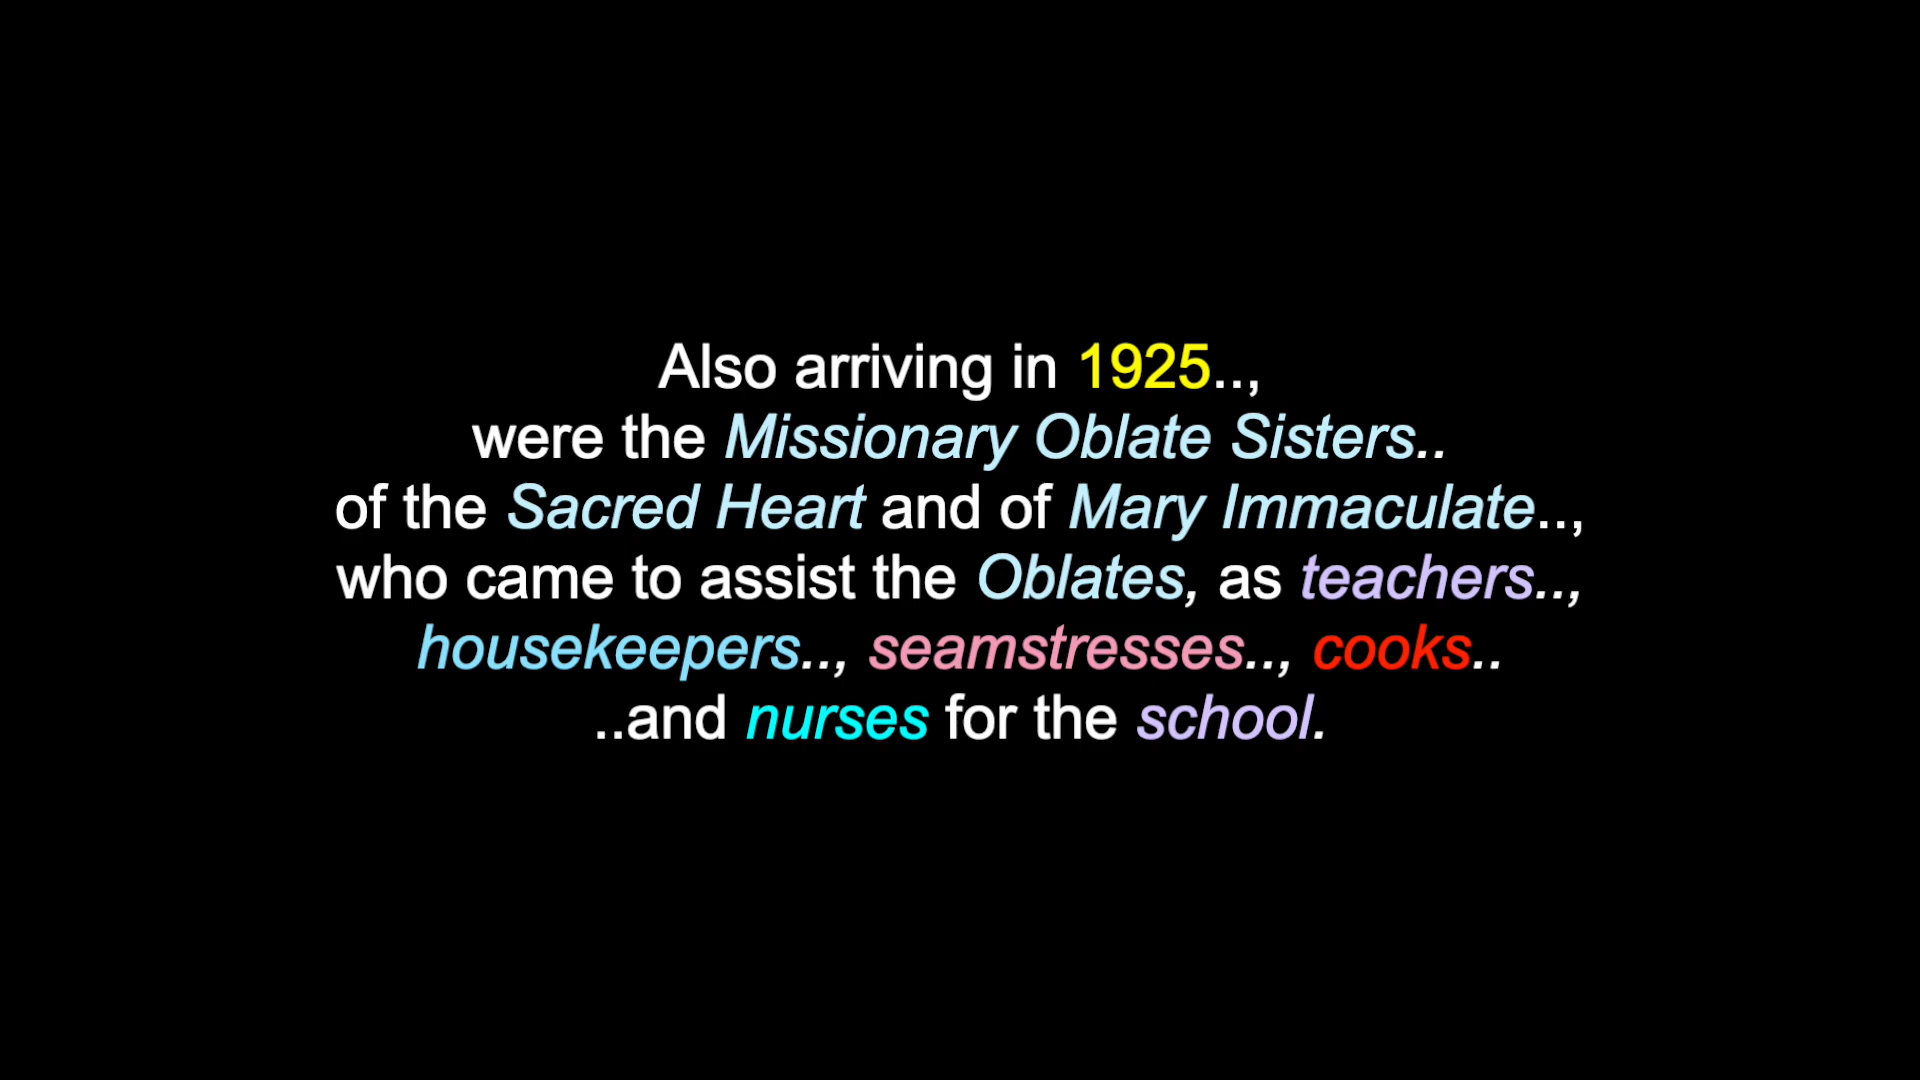 Also arriving in 1925..,
were the Missionary Oblate Sisters..
of the Sacred Heart and of Mary Immaculate..,
who came to assist the Oblates, as teachers..,
housekeepers.., seamstresses.., cooks..
..and nurses for the school.